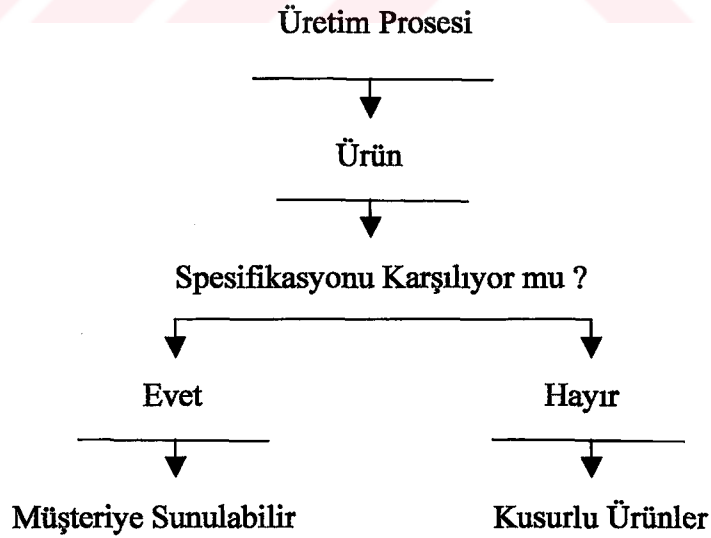 Üretim Prosesi
Ürün
Spesifikasyonu Karşılıyor mu ?
Evet Hayır
Müşteriye Sunulabilir Kusurlu Ürünler